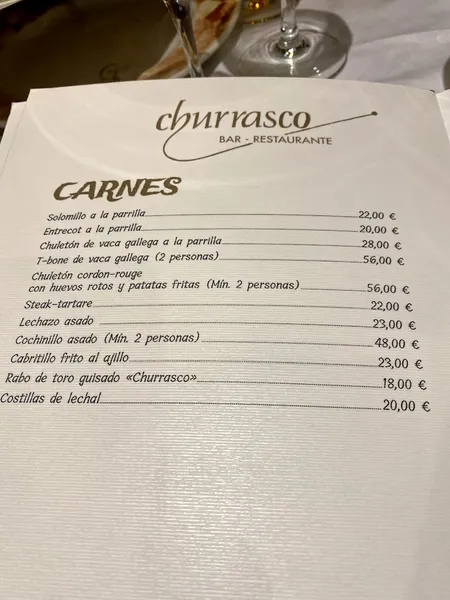 churrasco
BAR - RESTAURANTE
CARNES
Solomillo a la parrilla 22,00 €
Entrecot a la parrilla 20,00 €
Chuletón de vaca gallega a la parrilla 28,00 €
T-bone de vaca gallega (2 personas) 56,00 €
Chuletón cordon-rouge
con huevos rotos y patatas fritas (Mín. 2 personas) 56,00 €
Steak-tartare 22,00 €
Lechazo asado 23,00 €
Cochinillo asado (Mín. 2 personas) 48,00 €
Cabritillo frito al ajillo 23,00 €
Rabo de toro guisado «Churrasco» 18,00 €
Costillas de lechal 20,00 €